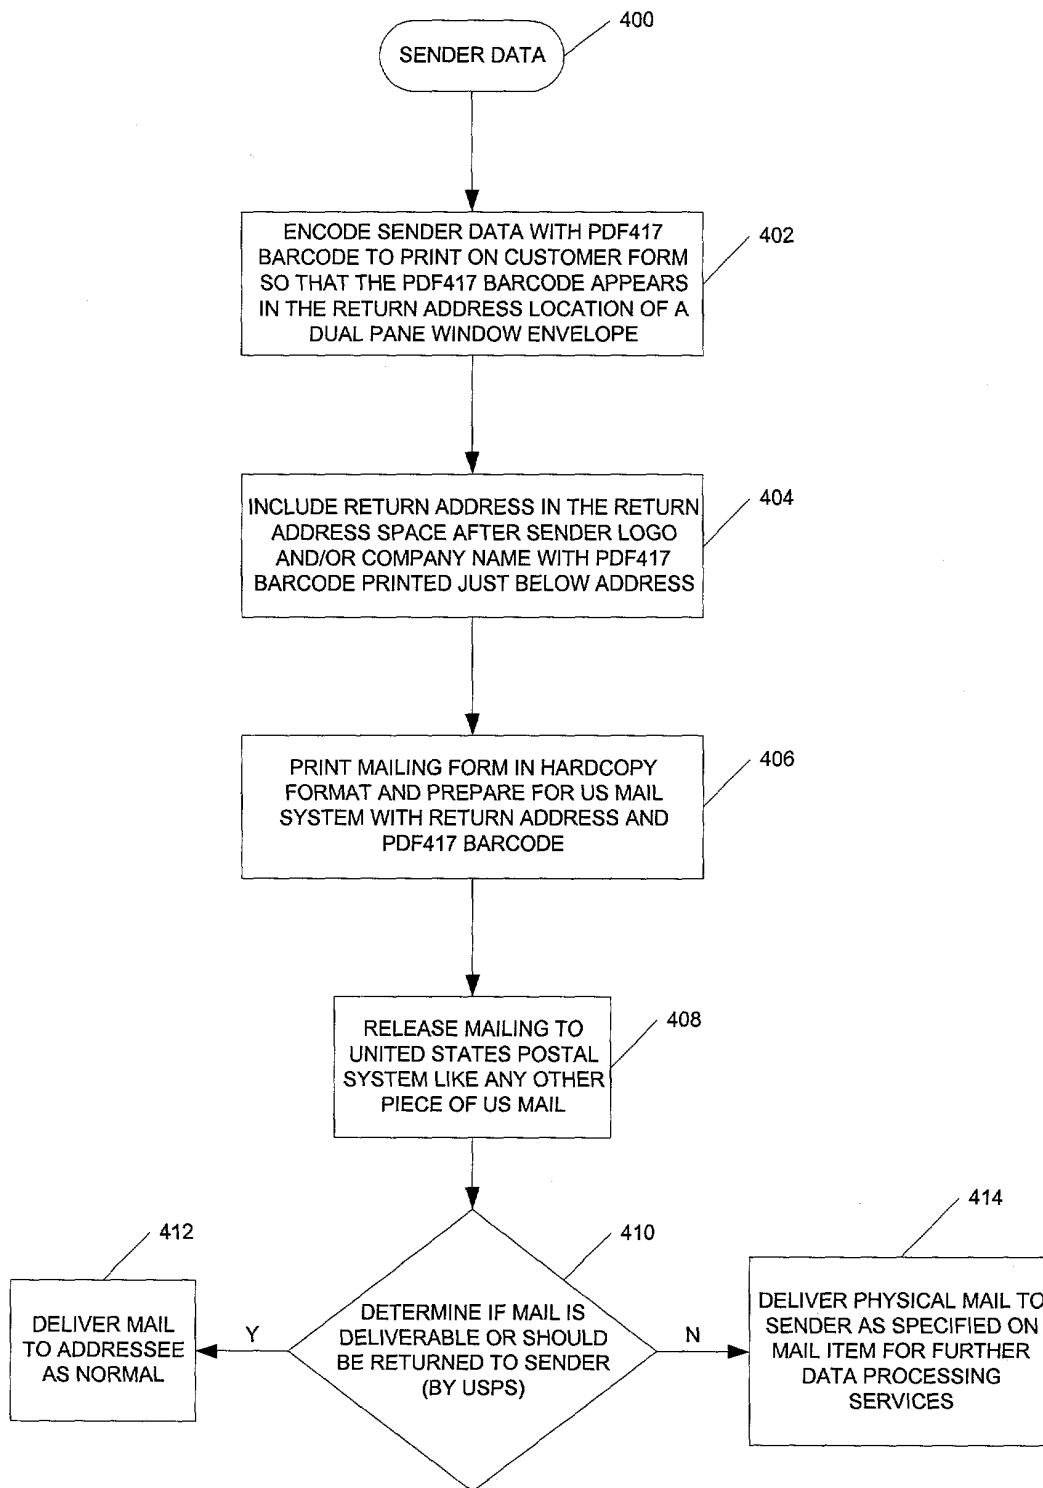 400
SENDER DATA
402
ENCODE SENDER DATA WITH PDF417
BARCODE TO PRINT ON CUSTOMER FORM
SO THAT THE PDF417 BARCODE APPEARS
IN THE RETURN ADDRESS LOCATION OF A
DUAL PANE WINDOW ENVELOPE
404
INCLUDE RETURN ADDRESS IN THE RETURN
ADDRESS SPACE AFTER SENDER LOGO
AND/OR COMPANY NAME WITH PDF417
BARCODE PRINTED JUST BELOW ADDRESS
406
PRINT MAILING FORM IN HARDCOPY
FORMAT AND PREPARE FOR US MAIL
SYSTEM WITH RETURN ADDRESS AND
PDF417 BARCODE
408
RELEASE MAILING TO
UNITED STATES POSTAL
SYSTEM LIKE ANY OTHER
PIECE OF US MAIL
410
DETERMINE IF MAIL IS
DELIVERABLE OR SHOULD
BE RETURNED TO SENDER
(BY USPS)
Y
412
DELIVER MAIL
TO ADDRESSEE
AS NORMAL
N
414
DELIVER PHYSICAL MAIL TO
SENDER AS SPECIFIED ON
MAIL ITEM FOR FURTHER
DATA PROCESSING
SERVICES